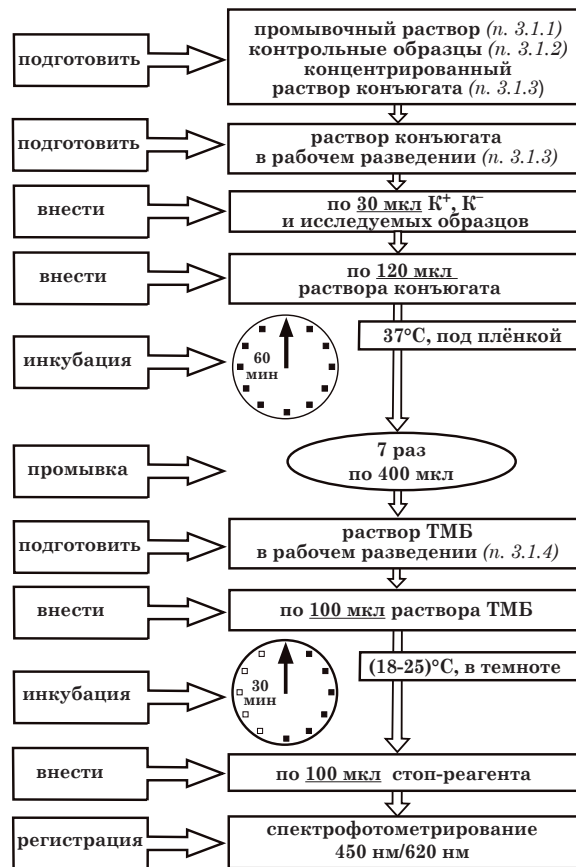 подготовить
промывочный раствор (п. 3.1.1)
контрольные образцы (п. 3.1.2)
концентрированный
раствор конъюгата (п. 3.1.3)
подготовить
раствор конъюгата
в рабочем разведении (п. 3.1.3)
внести
по 30 мкл К⁺, К⁻
и исследуемых образцов
внести
по 120 мкл
раствора конъюгата
37°С, под плёнкой
инкубация
60
мин
промывка
7 раз
по 400 мкл
подготовить
раствор ТМБ
в рабочем разведении (п. 3.1.4)
внести
по 100 мкл раствора ТМБ
(18-25)°С, в темноте
инкубация
30
мин
внести
по 100 мкл стоп-реагента
регистрация
спектрофотометрирование
450 нм/620 нм